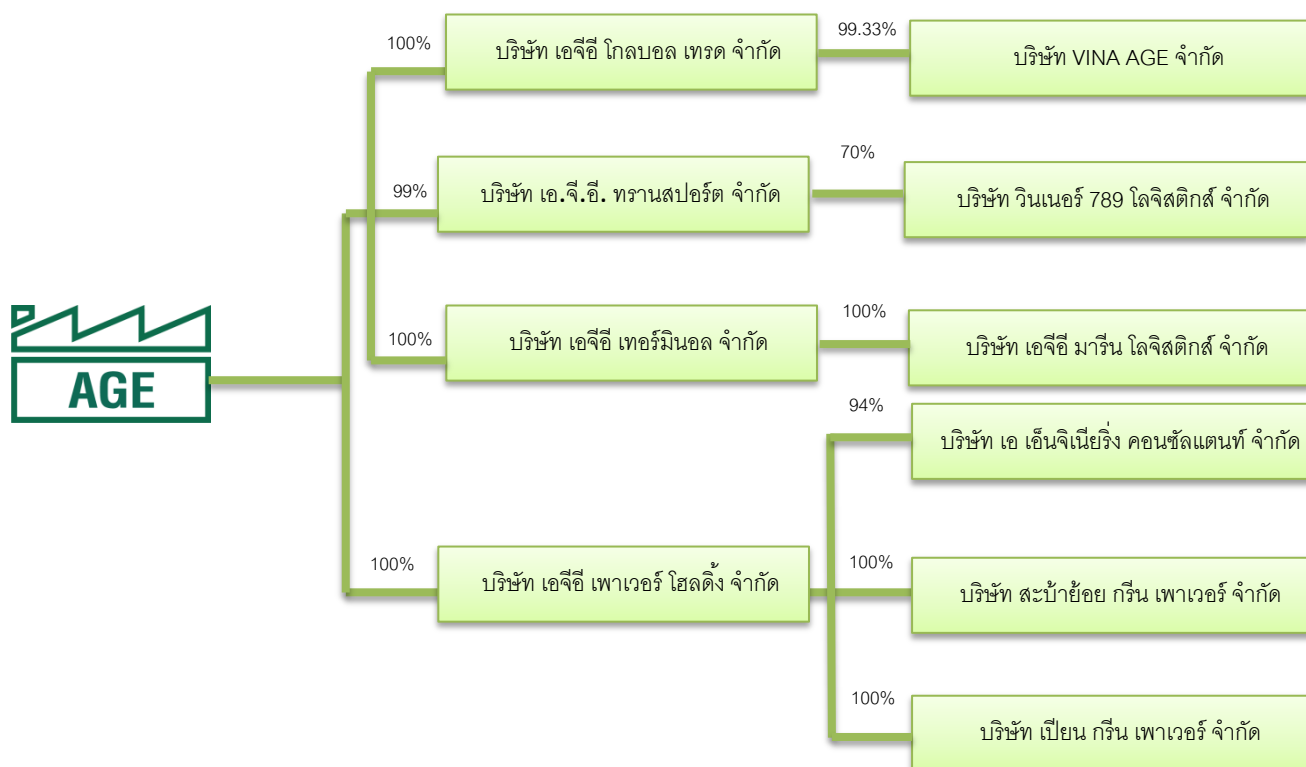 100%
บริษัท เอจีอี โกลบอล เทรด จำกัด
99.33%
บริษัท VINA AGE จำกัด
99%
บริษัท เอ.จี.อี. ทรานสปอร์ต จำกัด
70%
บริษัท วินเนอร์ 789 โลจิสติกส์ จำกัด
100%
บริษัท เอจีอี เทอร์มินอล จำกัด
100%
บริษัท เอจีอี มารีน โลจิสติกส์ จำกัด
AGE
100%
บริษัท เอจีอี เพาเวอร์ โฮลดิ้ง จำกัด
94%
บริษัท เอ เอ็นจิเนียริ่ง คอนซัลแตนท์ จำกัด
100%
บริษัท สะบ้าย้อย กรีน เพาเวอร์ จำกัด
100%
บริษัท เปียน กรีน เพาเวอร์ จำกัด